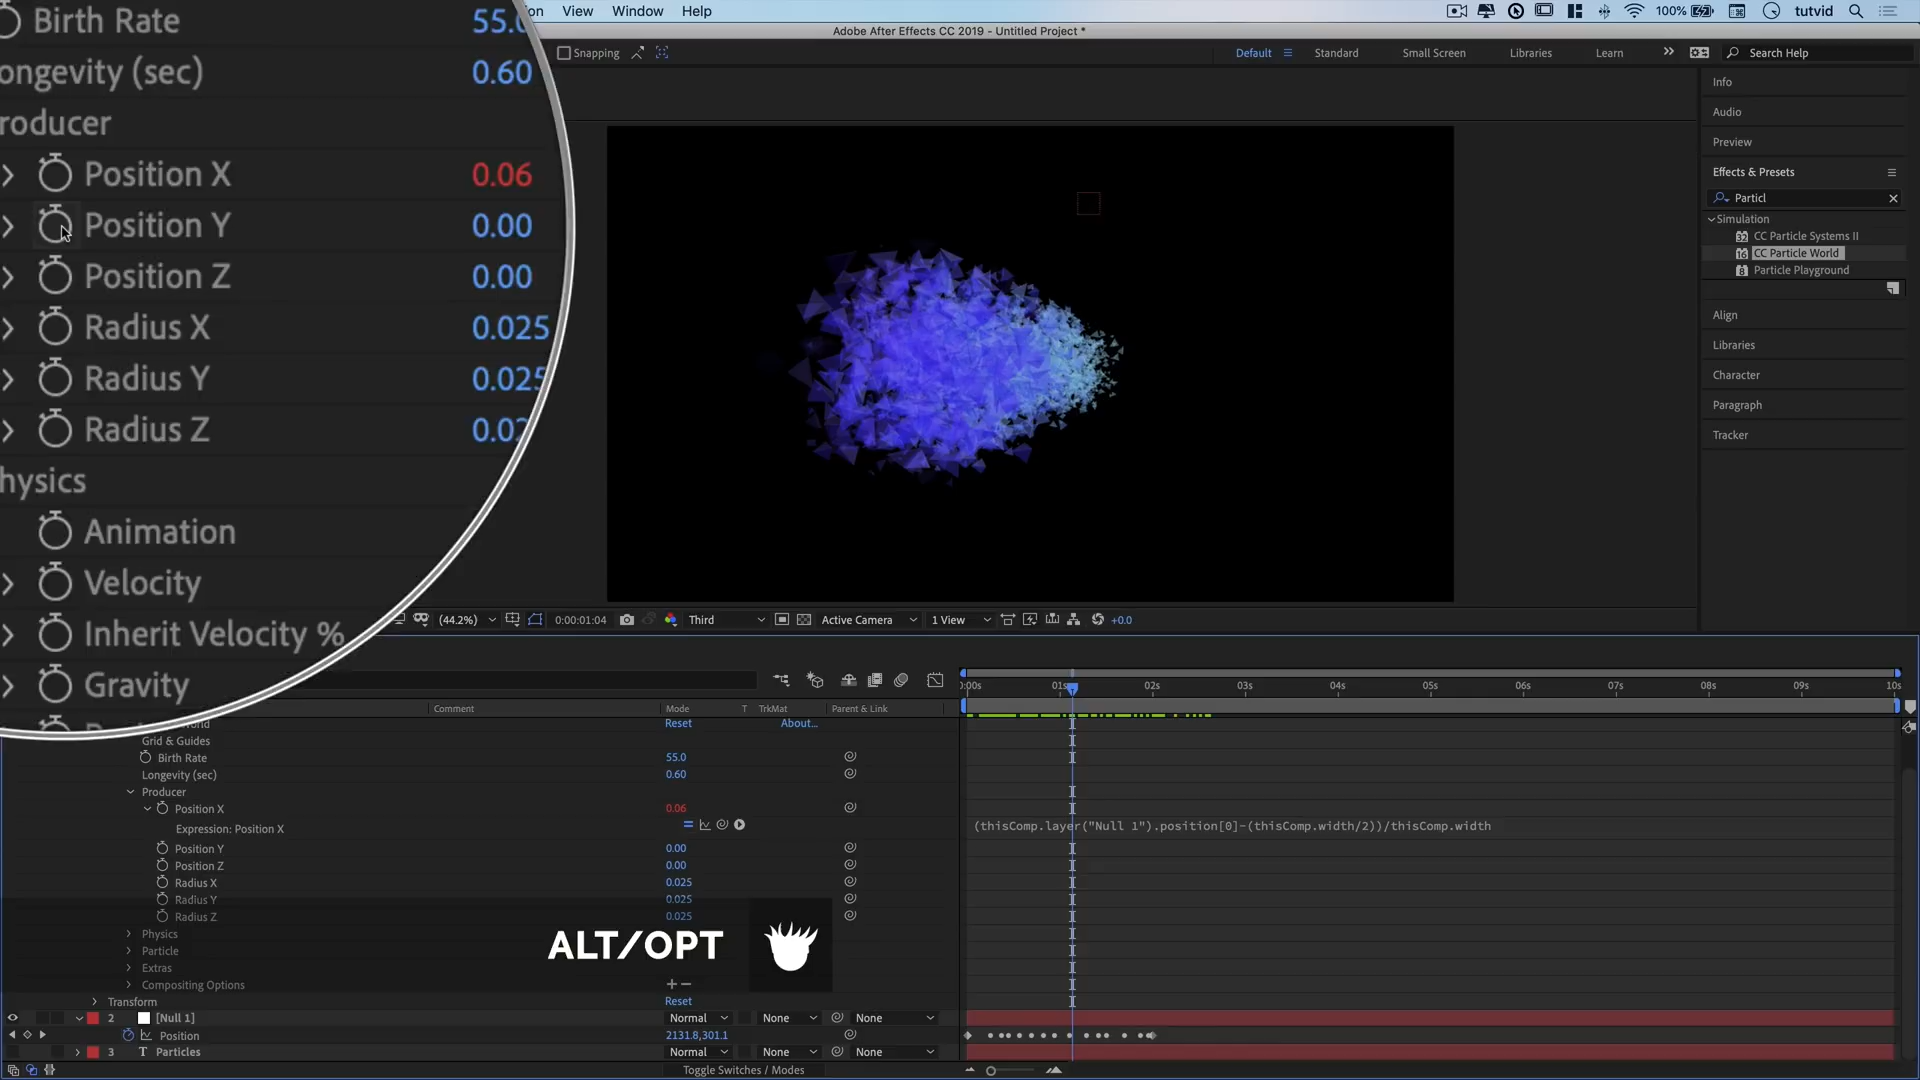 on View Window Help
100%
tutvid
Adobe After Effects CC 2019 - Untitled Project *
Snapping
Default
Standard
Small Screen
Libraries
Learn
Search Help
Birth Rate 55.0
ongevity (sec) 0.60
roducer
Position X 0.06
Position Y 0.00
Position Z 0.00
Radius X 0.025
Radius Y 0.025
Radius Z 0.02
hysics
Animation
Velocity
Inherit Velocity %
Gravity
Info
Audio
Preview
Effects & Presets
Particl
Simulation
32 CC Particle Systems II
16 CC Particle World
8 Particle Playground
Align
Libraries
Character
Paragraph
Tracker
(44.2%)
0:00:01:04
Third
Active Camera
1 View
+0.0
Comment
Mode
T TrkMat
Parent & Link
:00s 01s 02s 03s 04s 05s 06s 07s 08s 09s 10s
Reset
About...
Grid & Guides
Birth Rate 55.0
Longevity (sec) 0.60
Producer
Position X 0.06
Expression: Position X
(thisComp.layer("Null 1").position[0]-(thisComp.width/2))/thisComp.width
Position Y 0.00
Position Z 0.00
Radius X 0.025
Radius Y 0.025
Radius Z 0.025
Physics
Particle
Extras
Compositing Options
ALT/OPT
Transform Reset
2 [Null 1] Normal None None
Position 2131.8,301.1
3 T Particles Normal None None
Toggle Switches / Modes